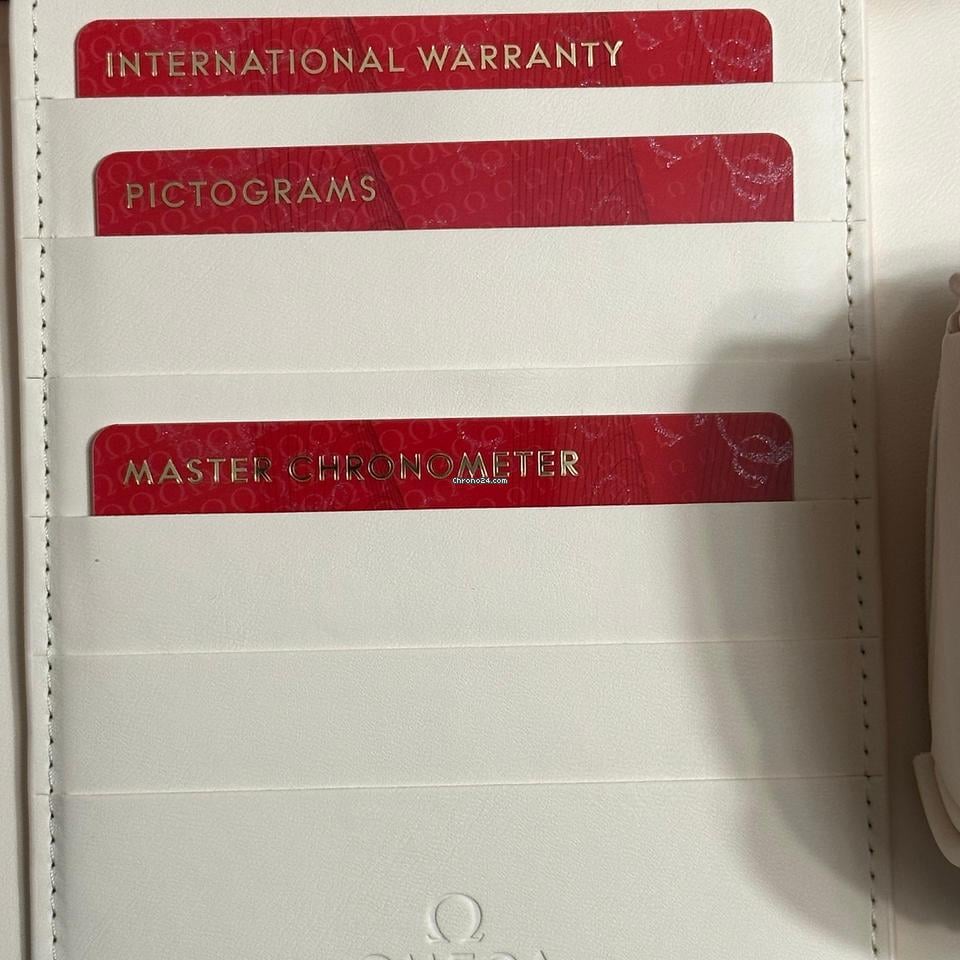 INTERNATIONAL WARRANTY
PICTOGRAMS
MASTER CHRONOMETER
Chrono24.com
Ω